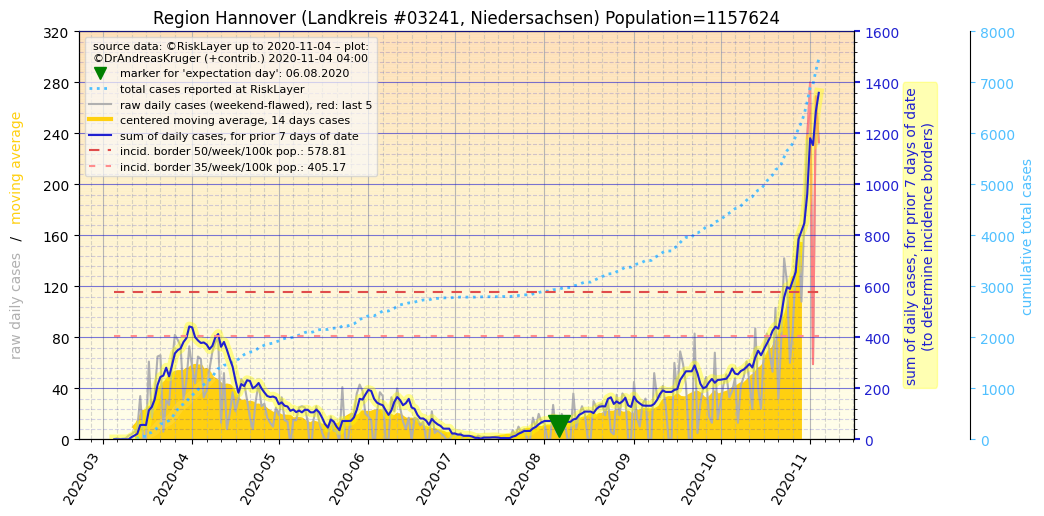 Region Hannover (Landkreis #03241, Niedersachsen) Population=1157624
source data: ©RiskLayer up to 2020-11-04 – plot:
©DrAndreasKruger (+contrib.) 2020-11-04 04:00
marker for 'expectation day': 06.08.2020
total cases reported at RiskLayer
raw daily cases (weekend-flawed), red: last 5
centered moving average, 14 days cases
sum of daily cases, for prior 7 days of date
incid. border 50/week/100k pop.: 578.81
incid. border 35/week/100k pop.: 405.17
raw daily cases / moving average
320
280
240
200
160
120
80
40
0
1600
1400
1200
1000
800
600
400
200
0
sum of daily cases, for prior 7 days of date
(to determine incidence borders)
8000
7000
6000
5000
4000
3000
2000
1000
0
cumulative total cases
2020-03
2020-04
2020-05
2020-06
2020-07
2020-08
2020-09
2020-10
2020-11